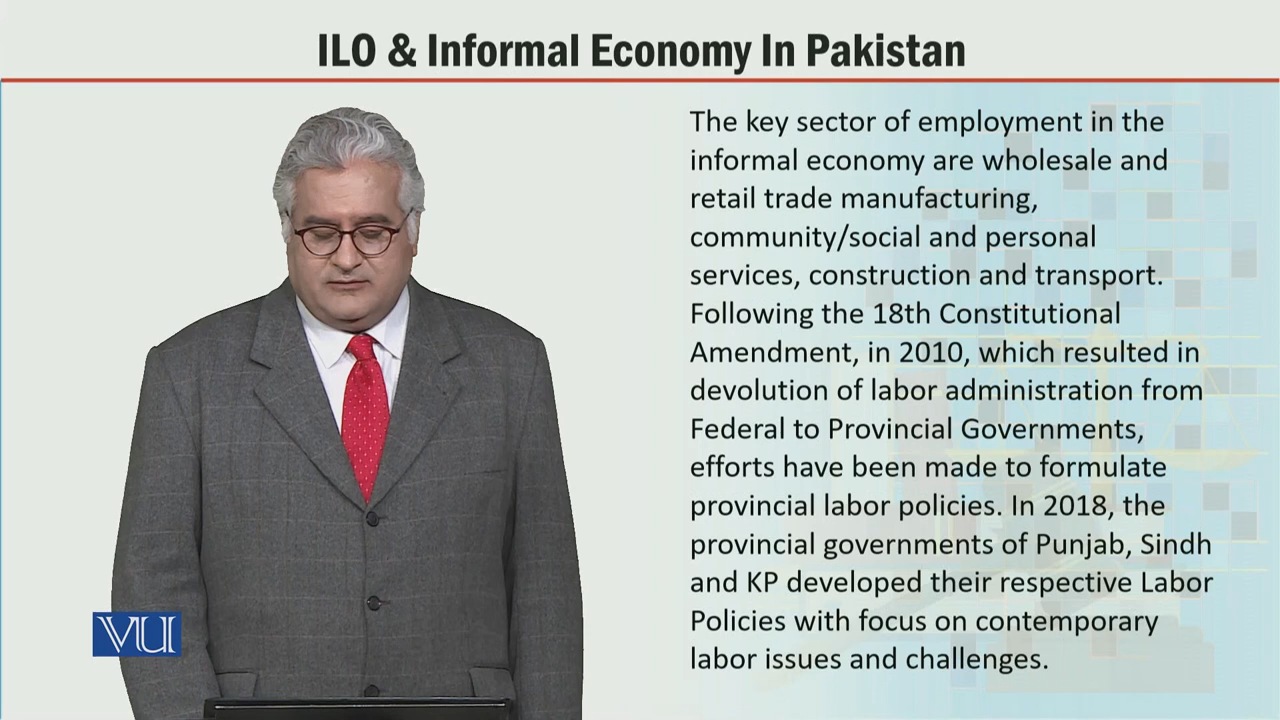 ILO & Informal Economy In Pakistan
The key sector of employment in the
informal economy are wholesale and
retail trade manufacturing,
community/social and personal
services, construction and transport.
Following the 18th Constitutional
Amendment, in 2010, which resulted in
devolution of labor administration from
Federal to Provincial Governments,
efforts have been made to formulate
provincial labor policies. In 2018, the
provincial governments of Punjab, Sindh
and KP developed their respective Labor
Policies with focus on contemporary
labor issues and challenges.
VU